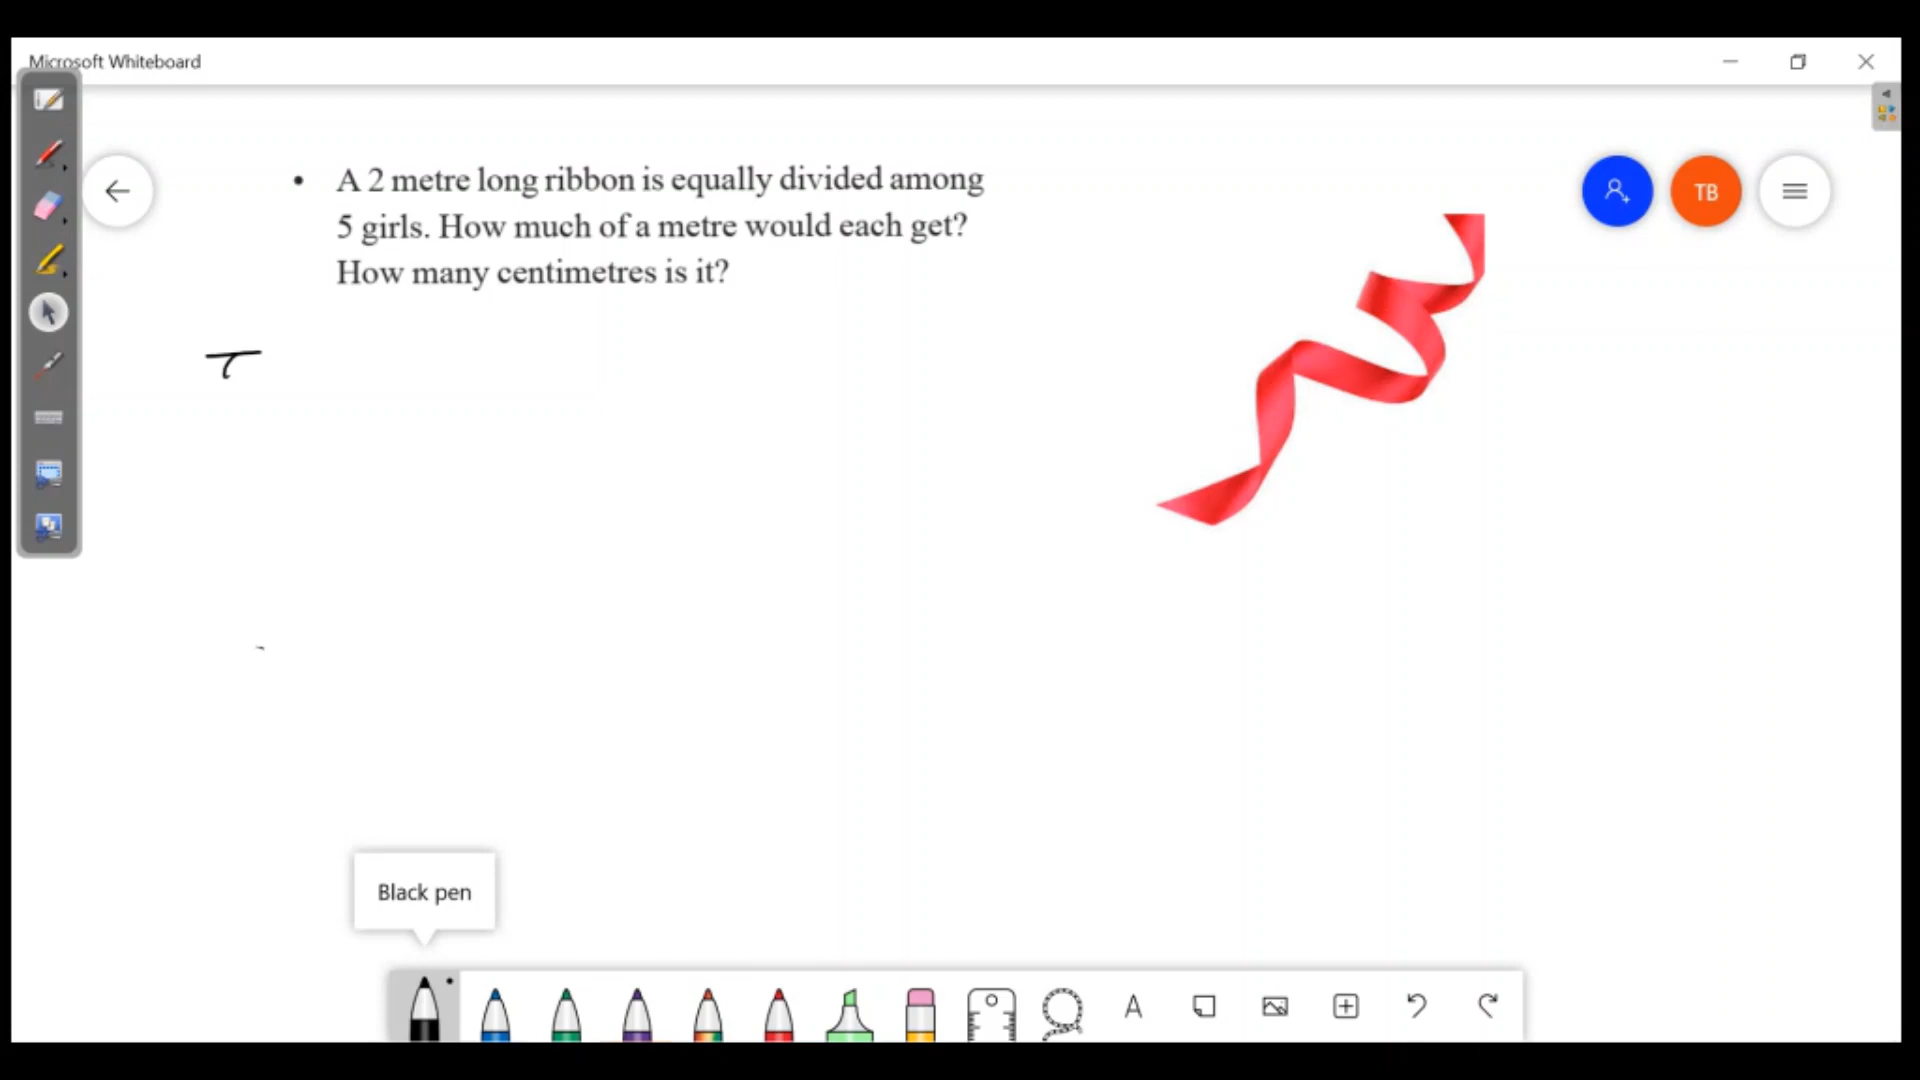 Microsoft Whiteboard
TB
• A 2 metre long ribbon is equally divided among
5 girls. How much of a metre would each get?
How many centimetres is it?
Black pen
A